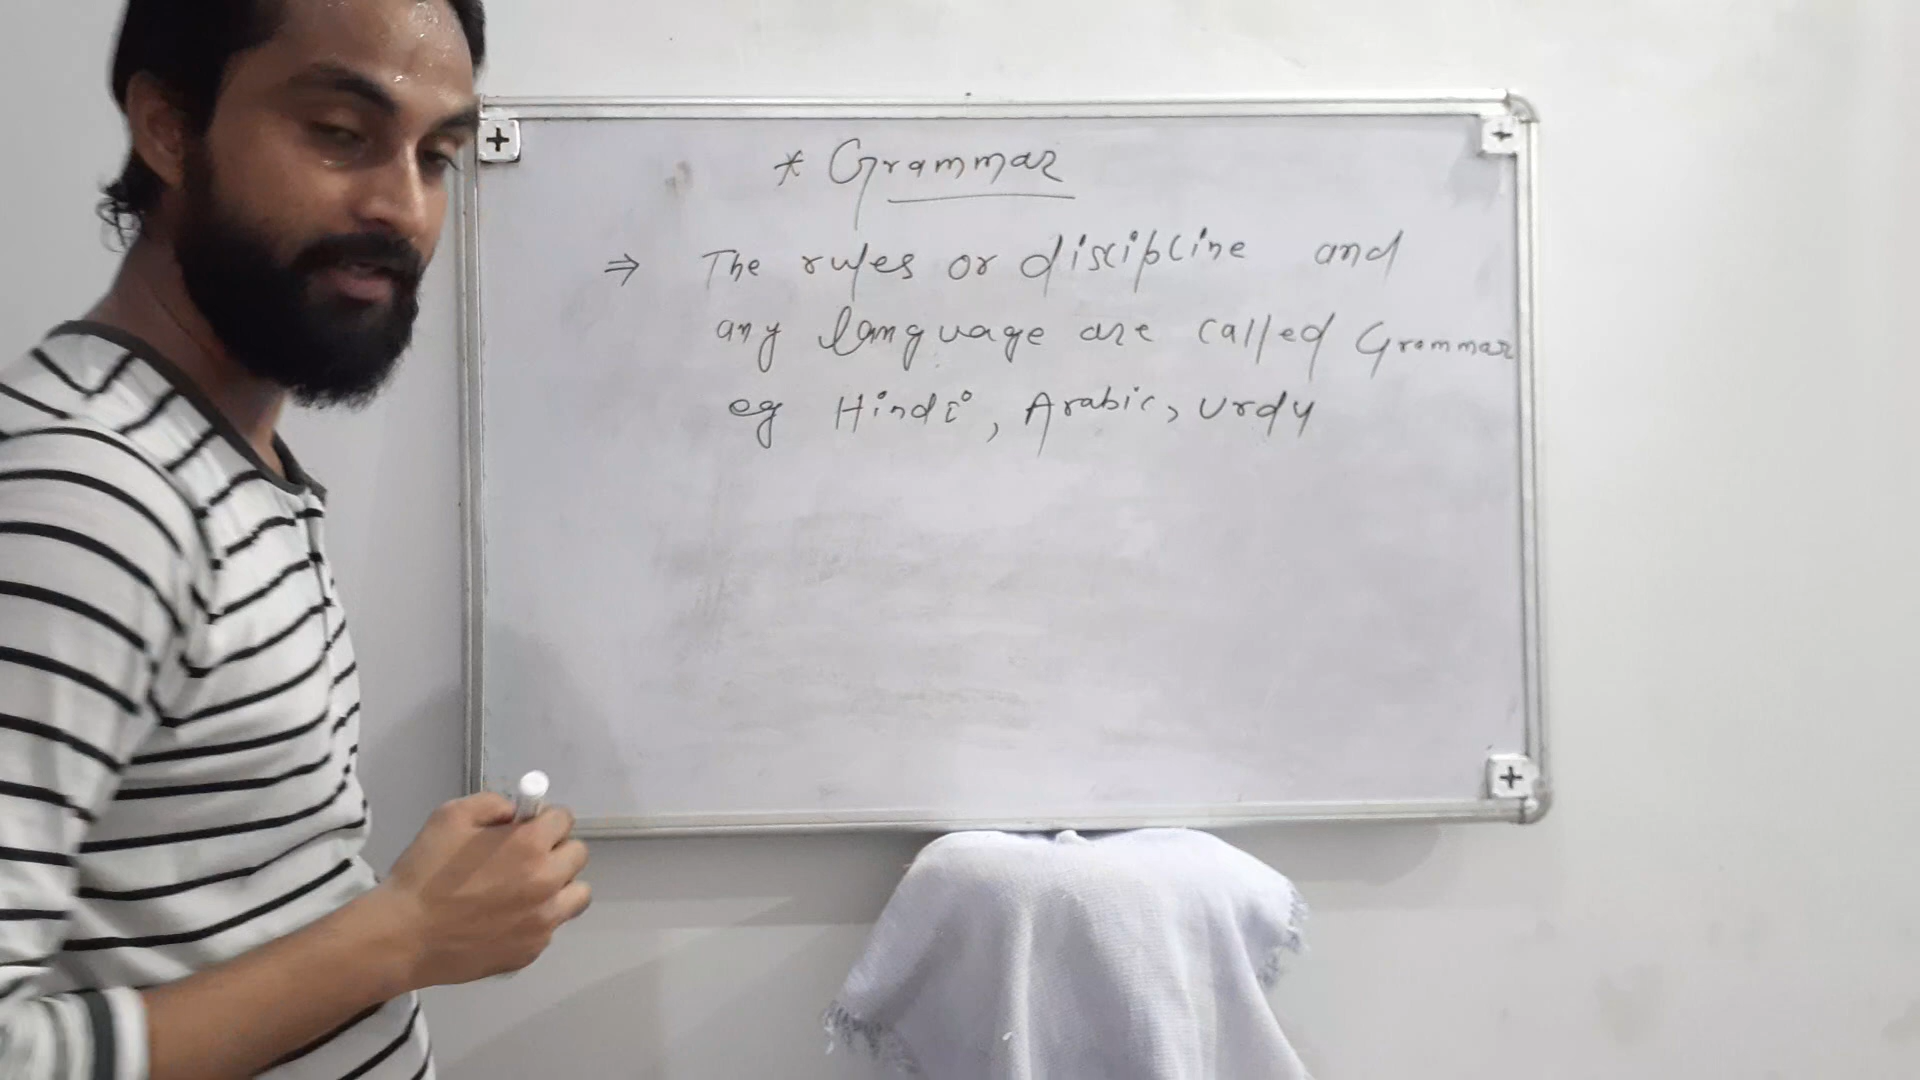 * Grammar
⇒ The rules or discipline and
any language are called Grammar
eg Hindi, Arabic, Urdu